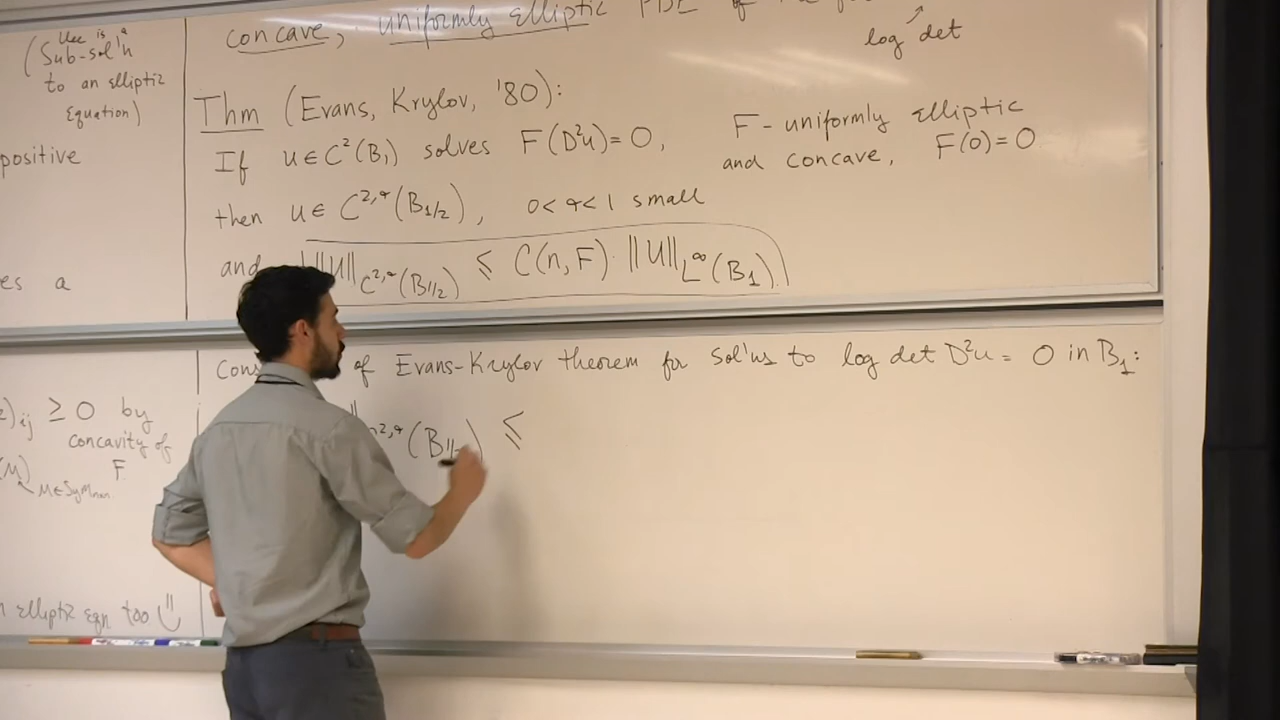 (Use is a
Sub-sol'n
to an elliptic
Equation)
positive
es a
concave, uniformly elliptic PDE of
log det
Thm (Evans, Krylov, '80):
If u ∈ C²(B₁) solves F(D²u) = 0,
F - uniformly elliptic
and concave, F(0) = 0
then u ∈ C^{2,α}(B_{1/2}), 0 < α < 1 small
and ||u||_{C^{2,α}(B_{1/2})} ≤ C(n,F) · ||u||_{L^∞(B₁)}.
)ij ≥ 0 by
concavity of
F
(M)
M ∈ Sym_{n×n}
n elliptic eqn too
Cons of Evans-Krylov theorem for sol'ns to log det D²u = 0 in B₁:
||
^{2,α}(B_{1/2}) ≤